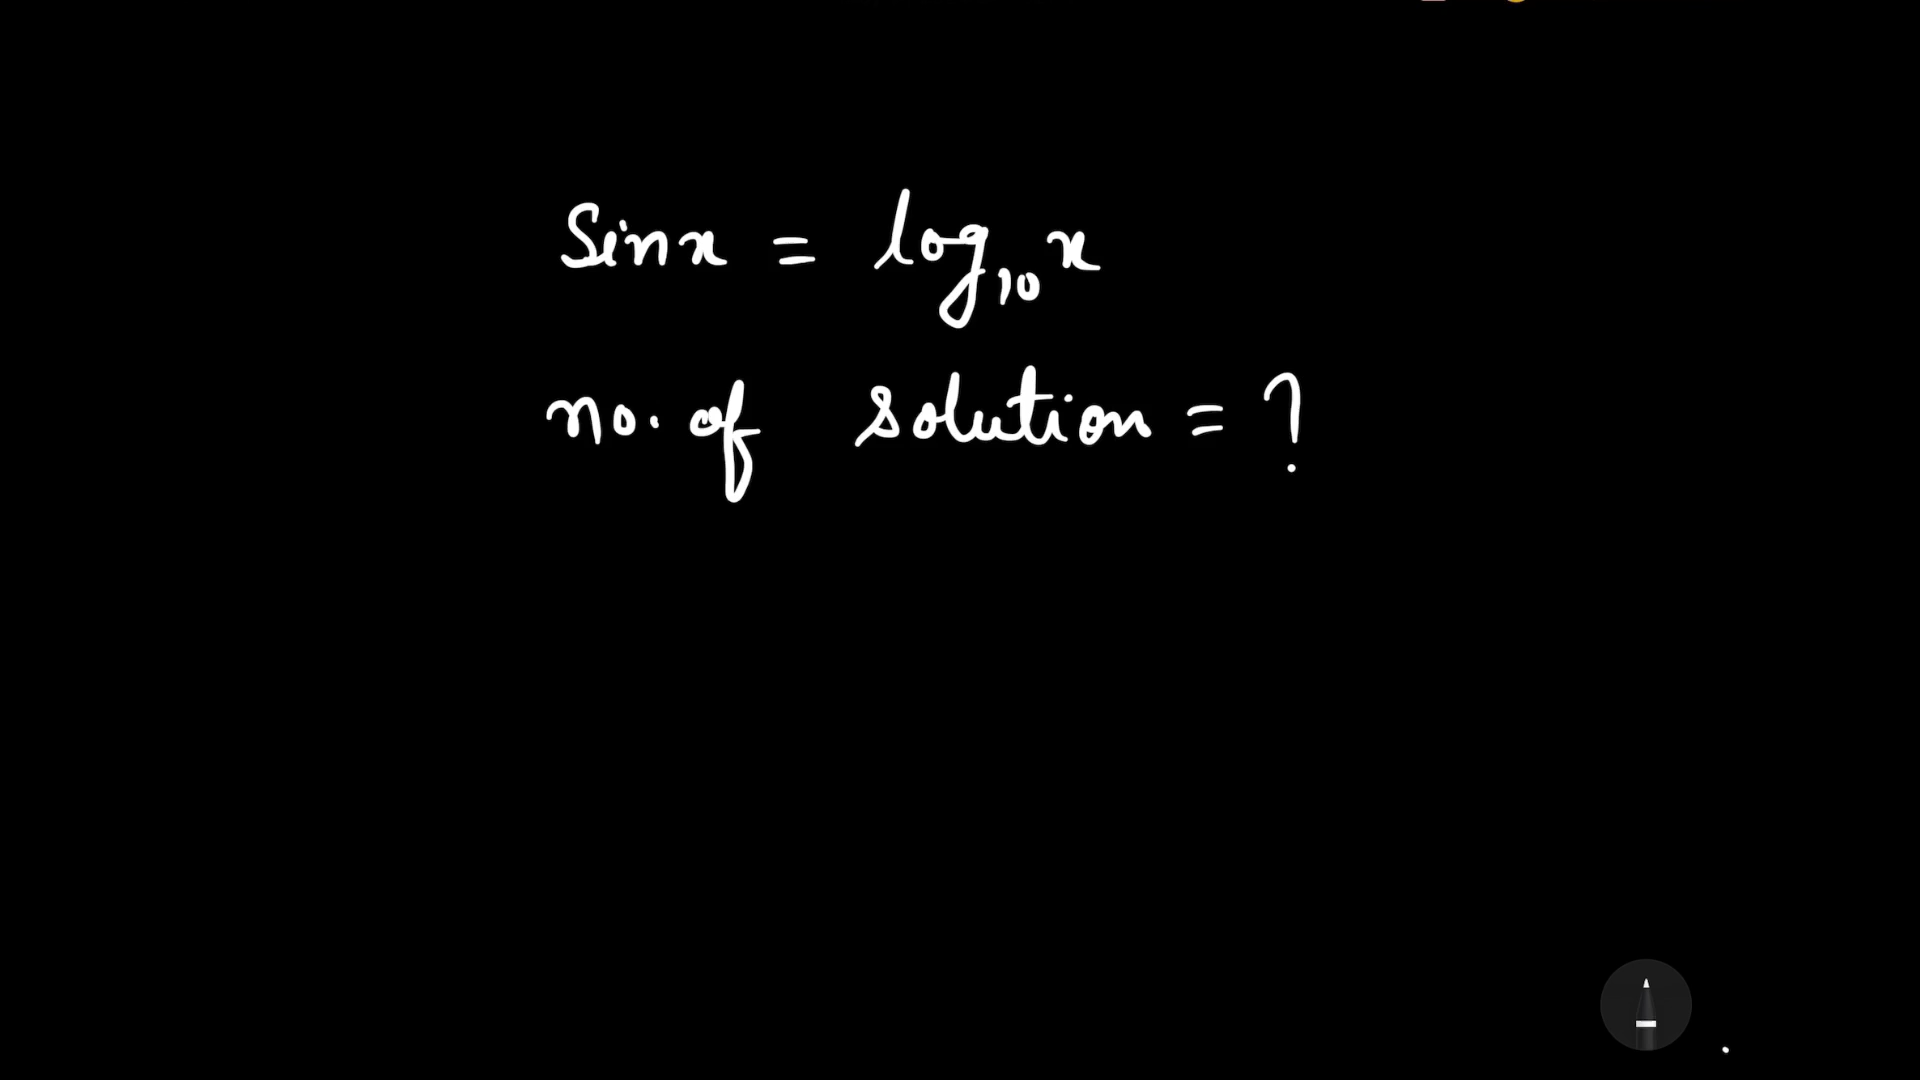 Sinx = log₁₀x
no. of solution = ?